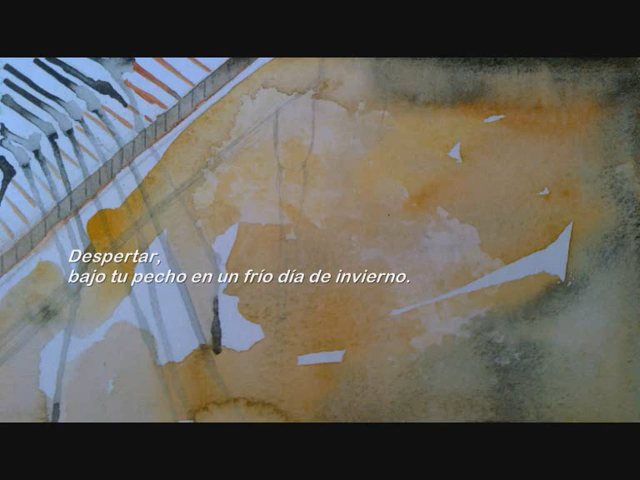 Despertar,
bajo tu pecho en un frío día de invierno.